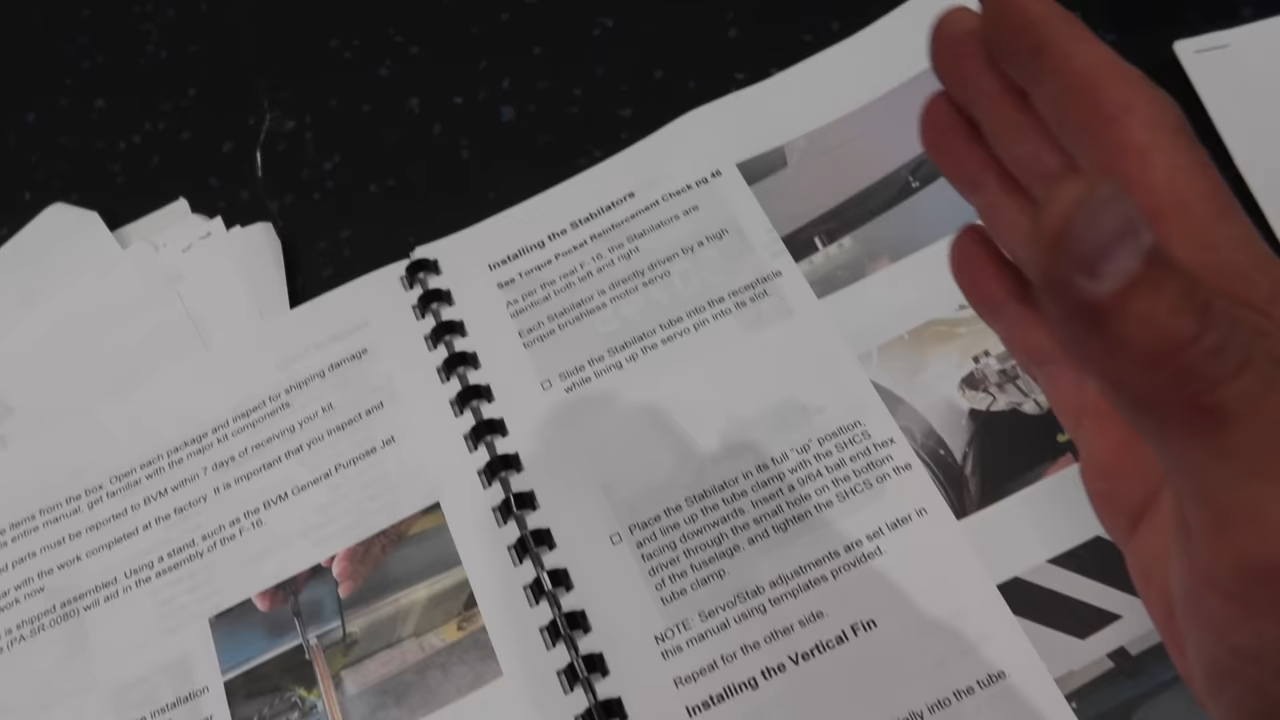 e items from the box. Open each package and inspect for shipping damage
s entire manual, get familiar with the major kit components.
d parts must be reported to BVM within 7 days of receiving your kit.
ar with the work completed at the factory. It is important that you inspect and
work now
is shipped assembled. Using a stand, such as the BVM General Purpose Jet
(PA-SR-0080) will aid in the assembly of the F-16.
e installation
Installing the Stabilators
See Torque Pocket Reinforcement Check pg 48
As per the real F-16, the Stabilators are
identical both left and right
Each Stabilator is directly driven by a high
torque brushless motor servo
Slide the Stabilator tube into the receptacle
while lining up the servo pin into its slot.
Place the Stabilator in its full "up" position,
and line up the tube clamp with the SHCS
facing downwards. Insert a 9/64 ball end hex
driver through the small hole on the bottom
of the fuselage, and tighten the SHCS on the
tube clamp.
NOTE: Servo/Stab adjustments are set later in
this manual using templates provided.
Repeat for the other side.
Installing the Vertical Fin
ially into the tube.